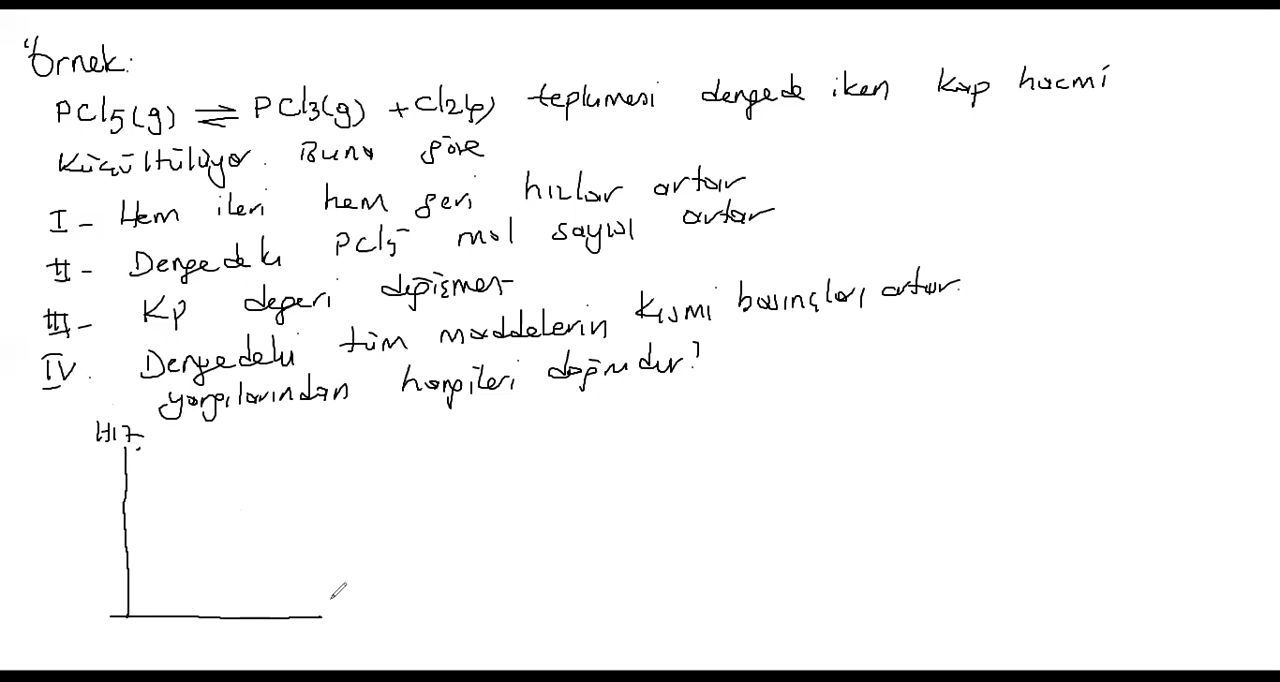 Örnek:
PCl5(g) ⇌ PCl3(g) + Cl2(g) tepkimesi dengede iken kap hacmi
küçültülüyor. Buna göre
I - Hem ileri hem geri hızlar artar
II - Dengedeki PCl5 mol sayısı artar
III - Kp değeri değişmez
IV. Dengedeki tüm maddelerin kısmi basınçları artar.
yargılarından hangileri doğrudur?
HIZ